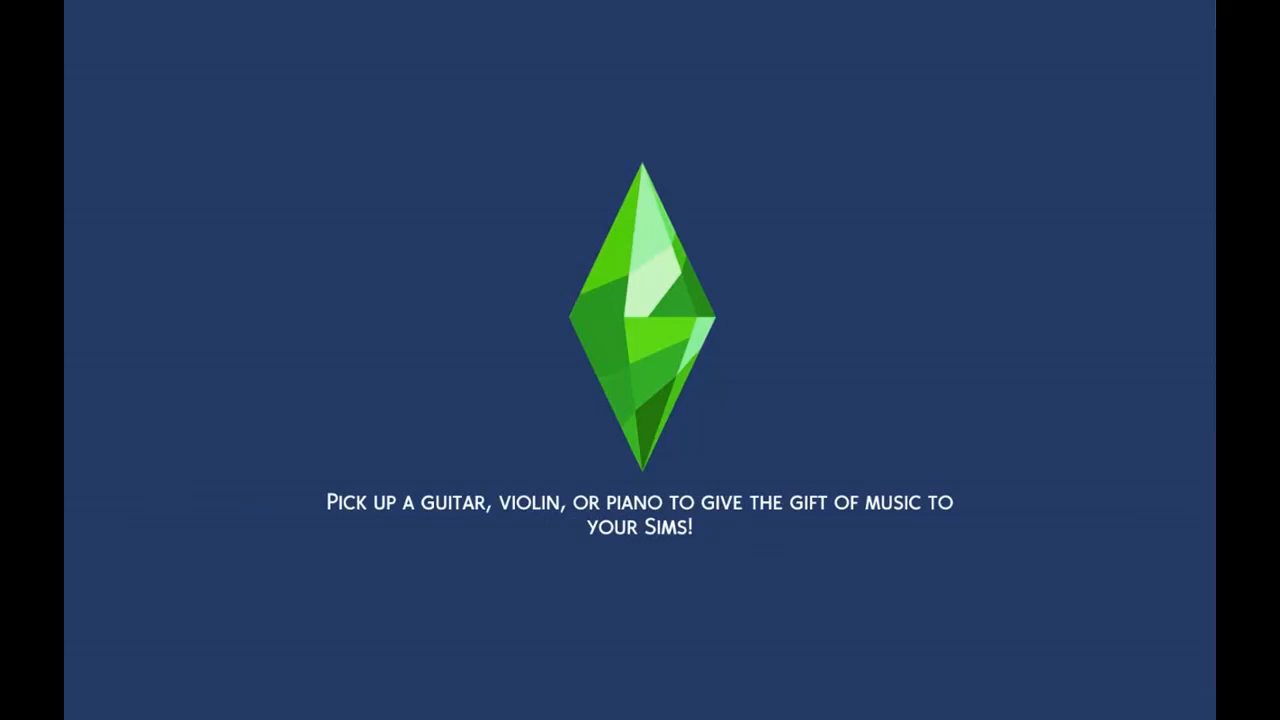 Pick up a guitar, violin, or piano to give the gift of music to
your Sims!